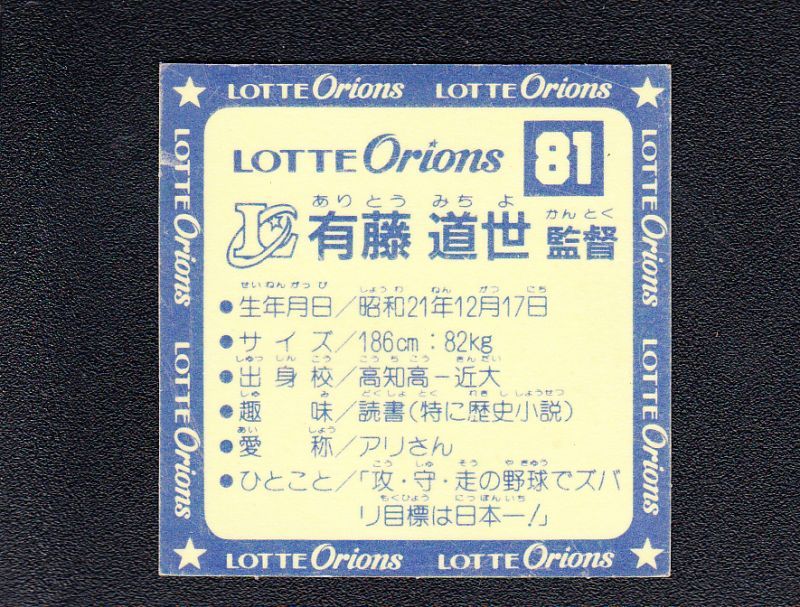 LOTTE Orions LOTTE Orions
LOTTE Orions
LOTTE Orions
LOTTE Orions 81
ありとう みちよ かんとく
有藤 道世 監督
せいねんがっぴ しょうわ ねん がつ にち
●生年月日/昭和21年12月17日
●サイズ/186cm:82kg
しゅっしんこう こうちこう きんだい
●出身校/高知高-近大
しゅ み どくしょ とく れきししょうせつ
●趣 味/読書(特に歴史小説)
あい しょう
●愛 称/アリさん
こう しゅ そう やきゅう
●ひとこと/「攻・守・走の野球でズバ
もくひょう にっぽんいち
リ目標は日本一!」
LOTTE Orions
LOTTE Orions
LOTTE Orions LOTTE Orions